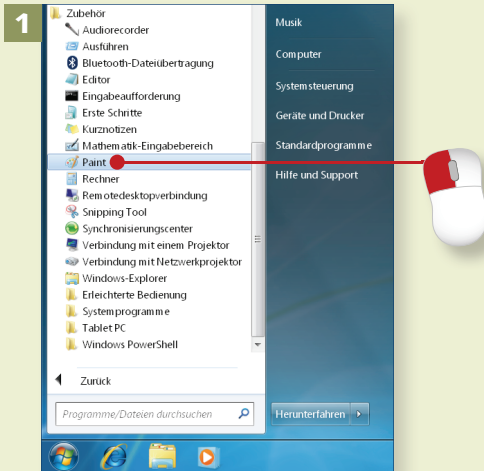 1
Zubehör
Audiorecorder
Ausführen
Bluetooth-Dateiübertragung
Editor
Eingabeaufforderung
Erste Schritte
Kurznotizen
Mathematik-Eingabebereich
Paint
Rechner
Remotedesktopverbindung
Snipping Tool
Synchronisierungscenter
Verbindung mit einem Projektor
Verbindung mit Netzwerkprojektor
Windows-Explorer
Erleichterte Bedienung
Systemprogramme
Tablet PC
Windows PowerShell
Zurück
Programme/Dateien durchsuchen
Musik
Computer
Systemsteuerung
Geräte und Drucker
Standardprogramme
Hilfe und Support
Herunterfahren